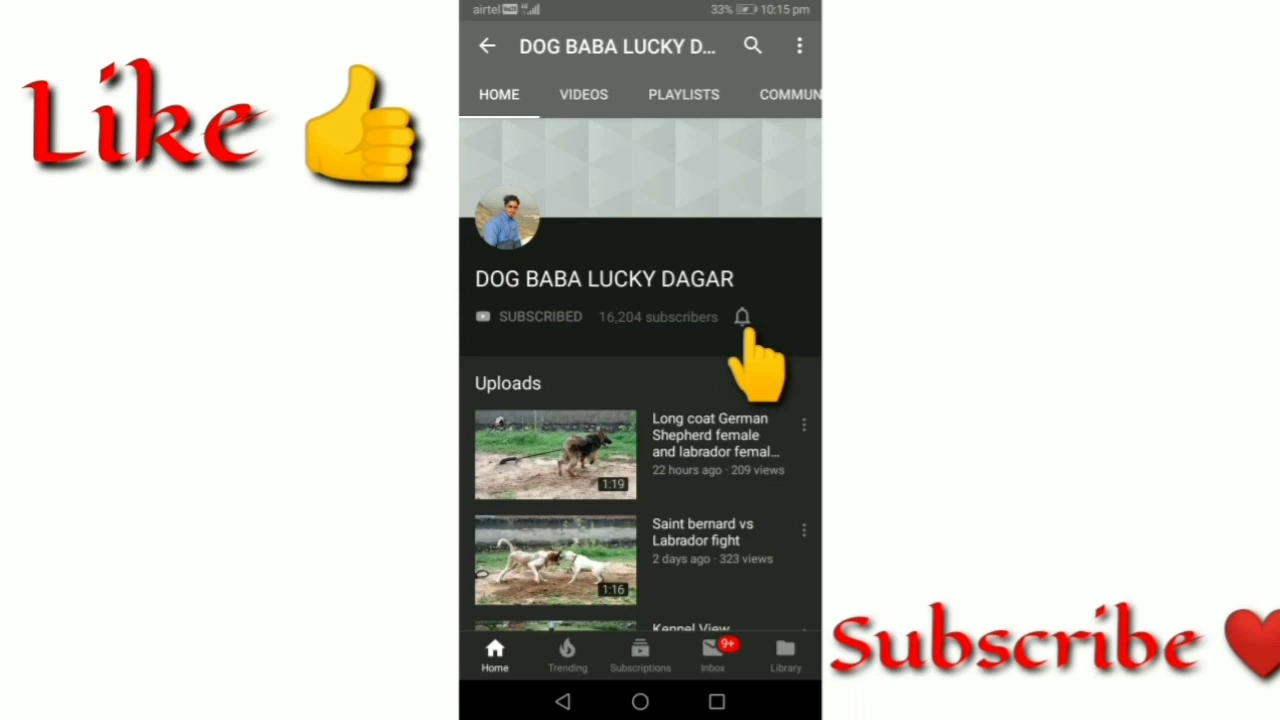 airtel 33% 10:15 pm
DOG BABA LUCKY D...
HOME VIDEOS PLAYLISTS COMMUN
Like
DOG BABA LUCKY DAGAR
SUBSCRIBED 16,204 subscribers
Uploads
Long coat German
Shepherd female
and labrador femal...
22 hours ago · 209 views
1:19
Saint bernard vs
Labrador fight
2 days ago · 323 views
1:16
Kennel View
9+
Home Trending Subscriptions Inbox Library
Subscribe